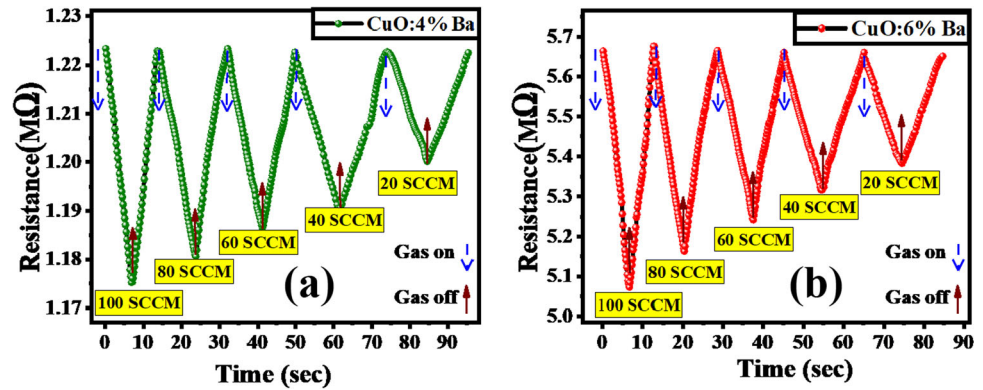 1.23
1.22
1.21
1.20
1.19
1.18
1.17
Resistance(MΩ)
CuO:4% Ba
100 SCCM
80 SCCM
60 SCCM
40 SCCM
20 SCCM
Gas on
Gas off
(a)
0 10 20 30 40 50 60 70 80 90
Time (sec)
5.7
5.6
5.5
5.4
5.3
5.2
5.1
5.0
Resistance(MΩ)
CuO:6% Ba
100 SCCM
80 SCCM
60 SCCM
40 SCCM
20 SCCM
Gas on
Gas off
(b)
0 10 20 30 40 50 60 70 80 90
Time (sec)